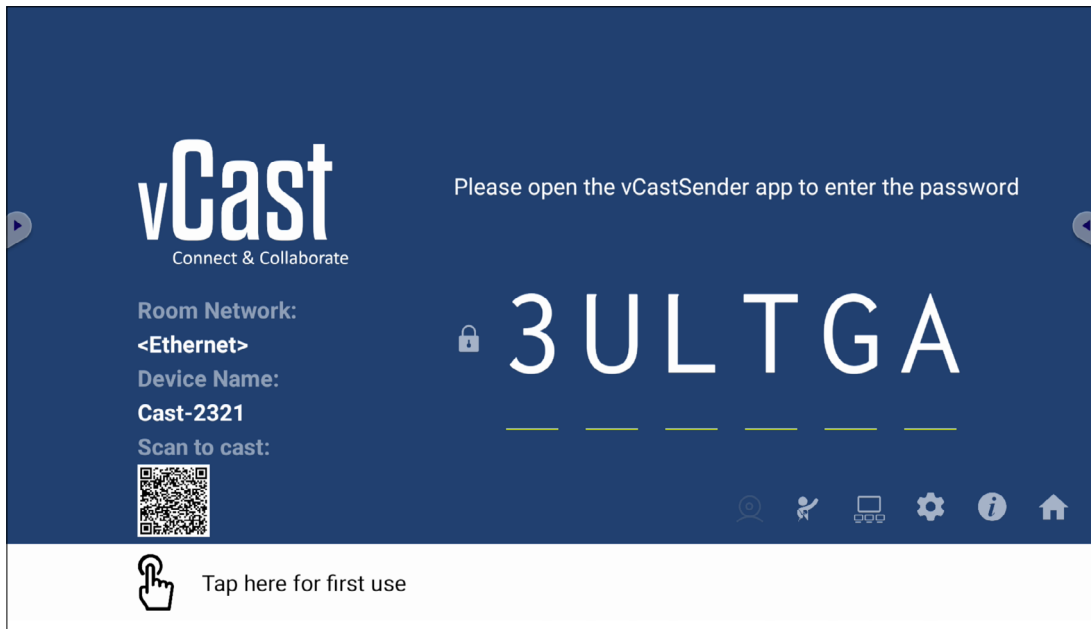 vCast
Connect & Collaborate
Please open the vCastSender app to enter the password
Room Network:
<Ethernet>
Device Name:
Cast-2321
Scan to cast:
3ULTGA
Tap here for first use